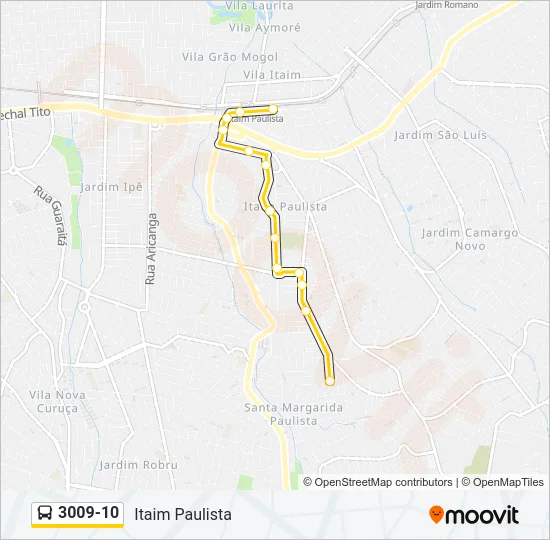 Vila Laurita
Vila Aymoré
Jardim Romano
Vila Grão Mogol
Vila Itaim
echal Tito
Itaim Paulista
Jardim São Luís
Jardim Ipê
Rua Guaraitá
Rua Aricanga
Itaim Paulista
Jardim Camargo
Novo
Vila Nova
Curuça
Santa Margarida
Paulista
Jardim Robru
© OpenStreetMap contributors | © OpenMapTiles
3009-10 Itaim Paulista
moovit